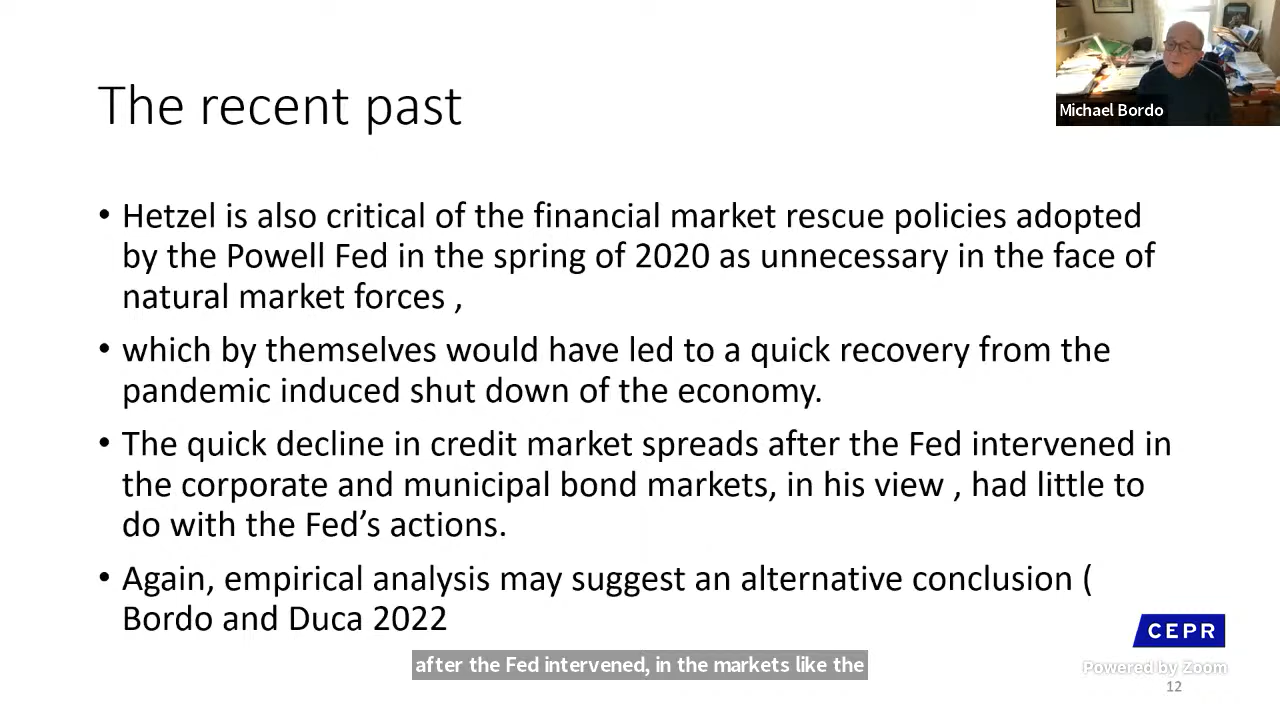 Michael Bordo
The recent past
• Hetzel is also critical of the financial market rescue policies adopted
by the Powell Fed in the spring of 2020 as unnecessary in the face of
natural market forces ,
• which by themselves would have led to a quick recovery from the
pandemic induced shut down of the economy.
• The quick decline in credit market spreads after the Fed intervened in
the corporate and municipal bond markets, in his view , had little to
do with the Fed’s actions.
• Again, empirical analysis may suggest an alternative conclusion (
Bordo and Duca 2022
CEPR
after the Fed intervened, in the markets like the
Powered by Zoom
12